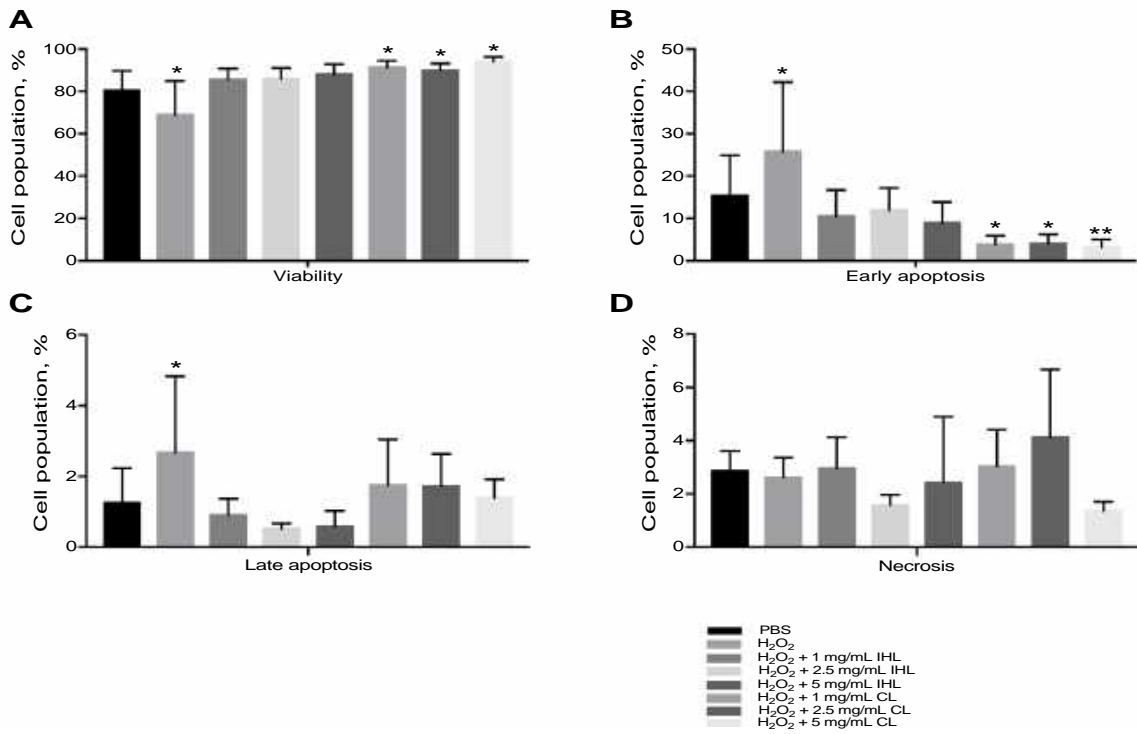 A
Cell population, %
100
80
60
40
20
0
*
*
*
*
Viability
B
Cell population, %
50
40
30
20
10
0
*
*
*
**
Early apoptosis
C
Cell population, %
6
4
2
0
*
Late apoptosis
D
Cell population, %
8
6
4
2
0
Necrosis
PBS
H₂O₂
H₂O₂ + 1 mg/mL IHL
H₂O₂ + 2.5 mg/mL IHL
H₂O₂ + 5 mg/mL IHL
H₂O₂ + 1 mg/mL CL
H₂O₂ + 2.5 mg/mL CL
H₂O₂ + 5 mg/mL CL